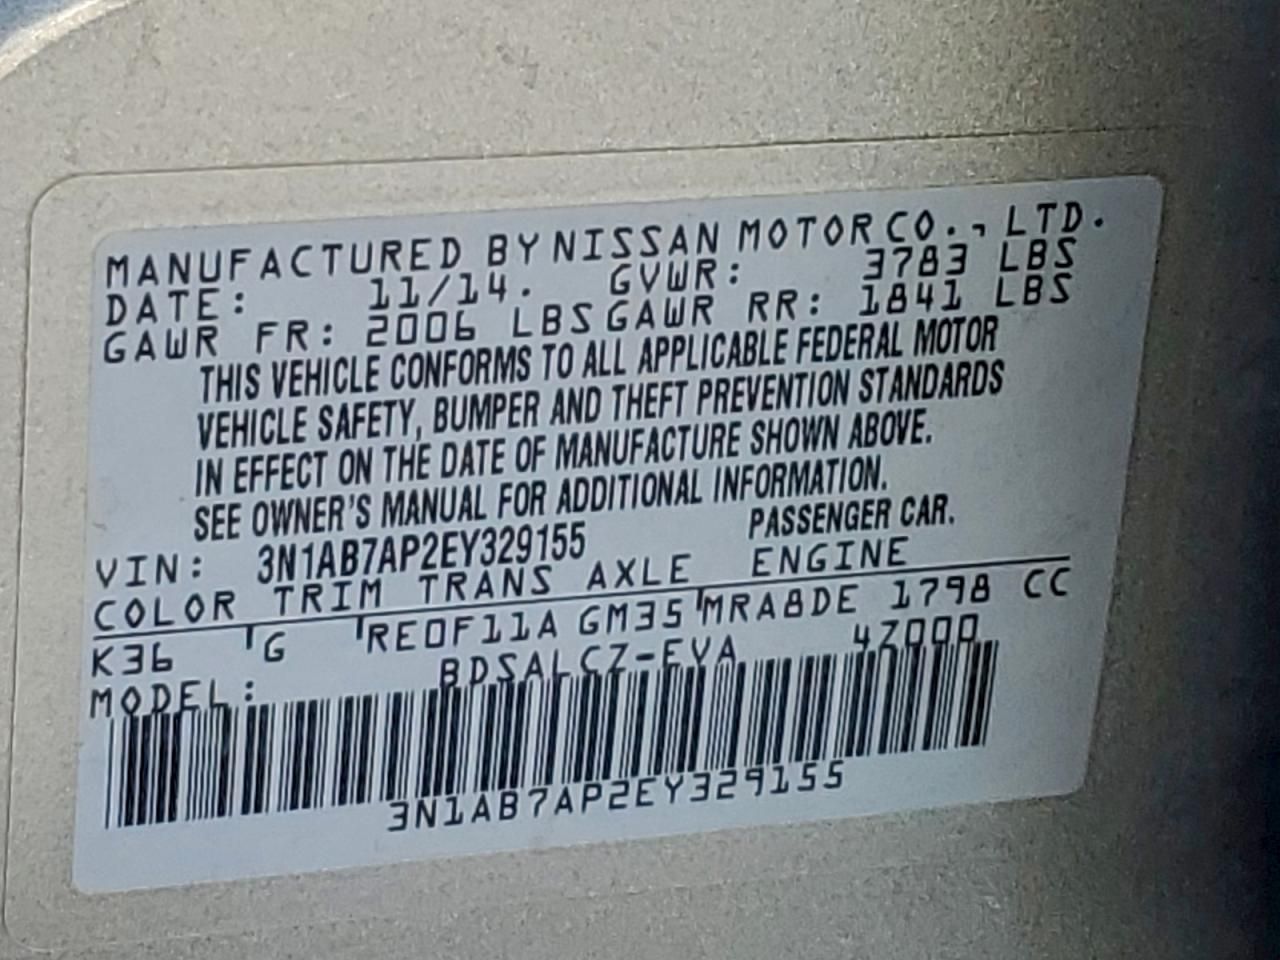 MANUFACTURED BY NISSAN MOTOR CO., LTD.
DATE: 11/14. GVWR: 3783 LBS
GAWR FR: 2006 LBS GAWR RR: 1841 LBS
THIS VEHICLE CONFORMS TO ALL APPLICABLE FEDERAL MOTOR
VEHICLE SAFETY, BUMPER AND THEFT PREVENTION STANDARDS
IN EFFECT ON THE DATE OF MANUFACTURE SHOWN ABOVE.
SEE OWNER'S MANUAL FOR ADDITIONAL INFORMATION.
VIN: 3N1AB7AP2EY329155 PASSENGER CAR.
COLOR TRIM TRANS AXLE ENGINE
K36 G RE0F11A GM35 MRA8DE 1798 CC
MODEL: BDSALCZ-EVA 4Z000
3N1AB7AP2EY329155